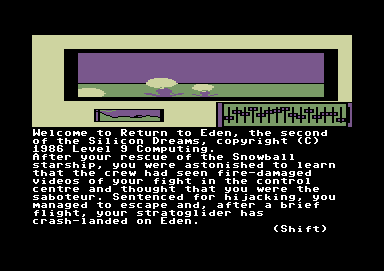 Welcome to Return to Eden, the second
of the Silicon Dreams, copyright (C)
1986 Level 9 Computing.
After your rescue of the Snowball
starship, you were astonished to learn
that the crew had seen fire-damaged
videos of your fight in the control
centre and thought that you were the
saboteur. Sentenced for hijacking, you
managed to escape and, after a brief
flight, your stratoglider has
crash-landed on Eden.
(Shift)